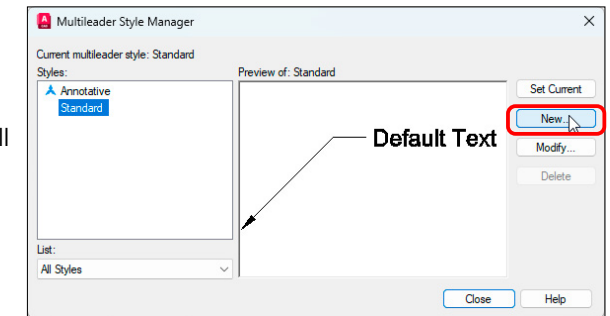 Multileader Style Manager
Current multileader style: Standard
Styles:
Preview of: Standard
Annotative
Standard
Set Current
New...
ll
Default Text
Modify...
Delete
List:
All Styles
Close
Help